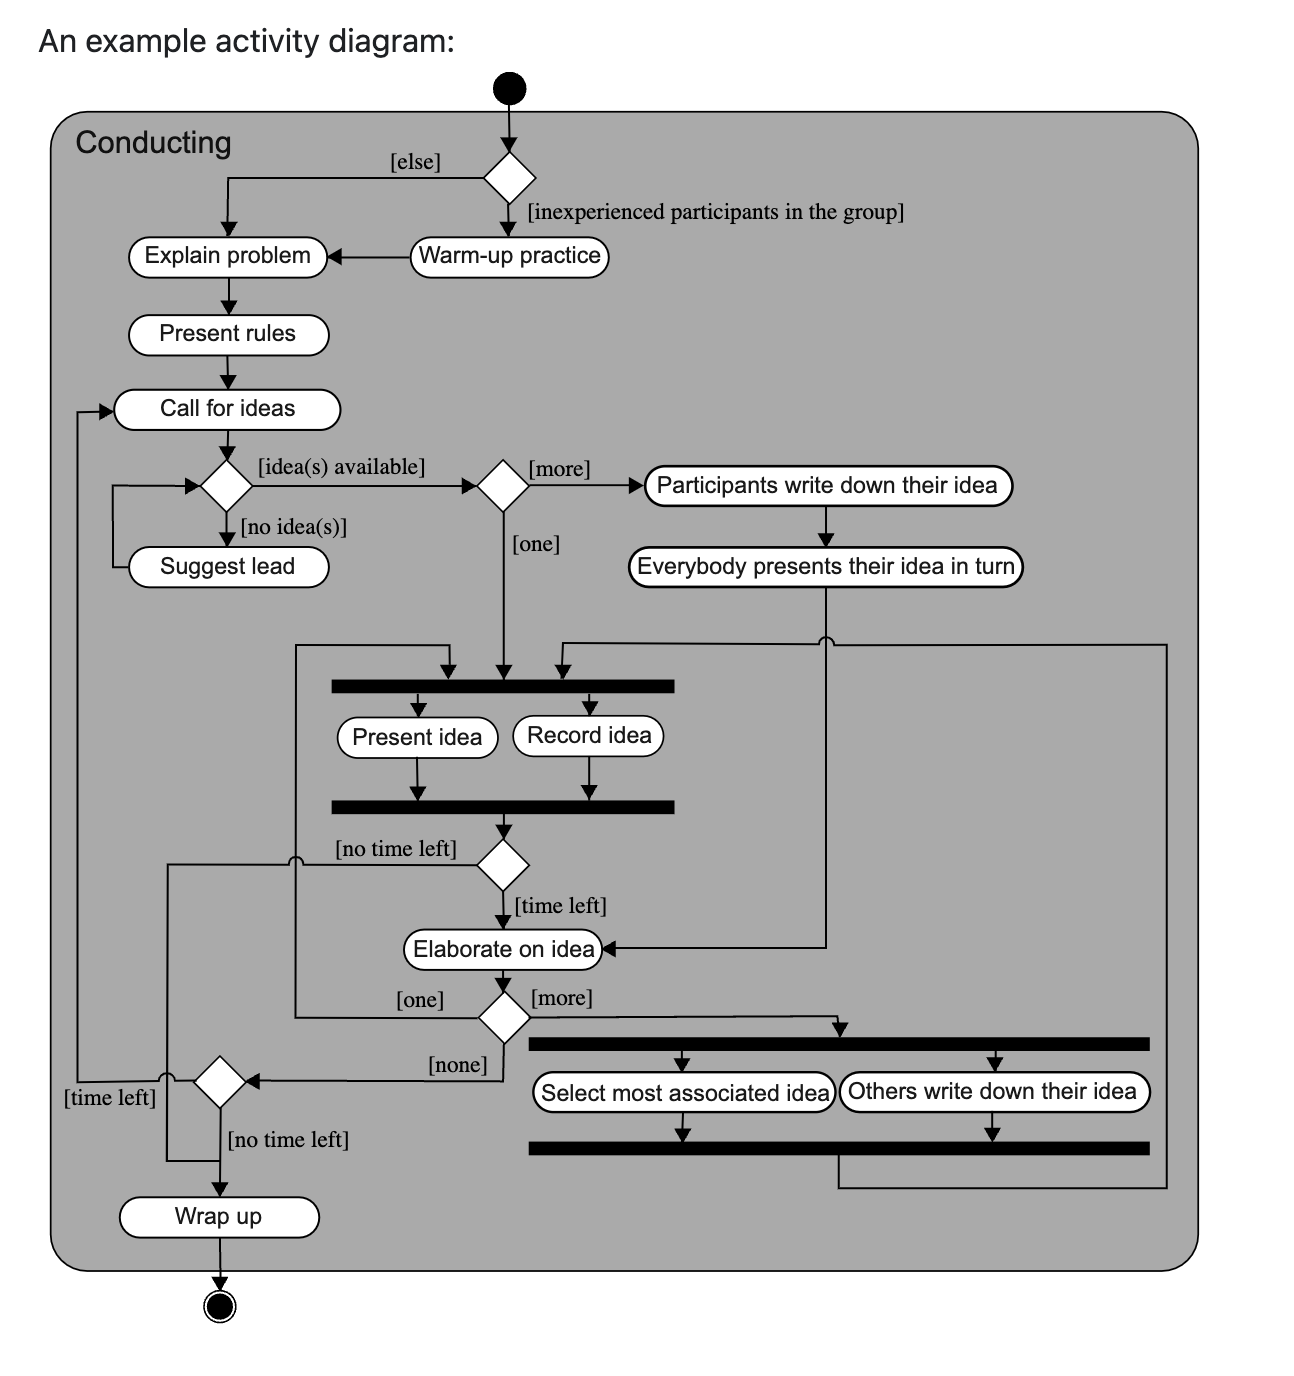 An example activity diagram:
Conducting
[else]
[inexperienced participants in the group]
Explain problem
Warm-up practice
Present rules
Call for ideas
[idea(s) available]
[more]
Participants write down their idea
[no idea(s)]
[one]
Suggest lead
Everybody presents their idea in turn
Present idea
Record idea
[no time left]
[time left]
Elaborate on idea
[one]
[more]
[none]
Select most associated idea
Others write down their idea
[time left]
[no time left]
Wrap up